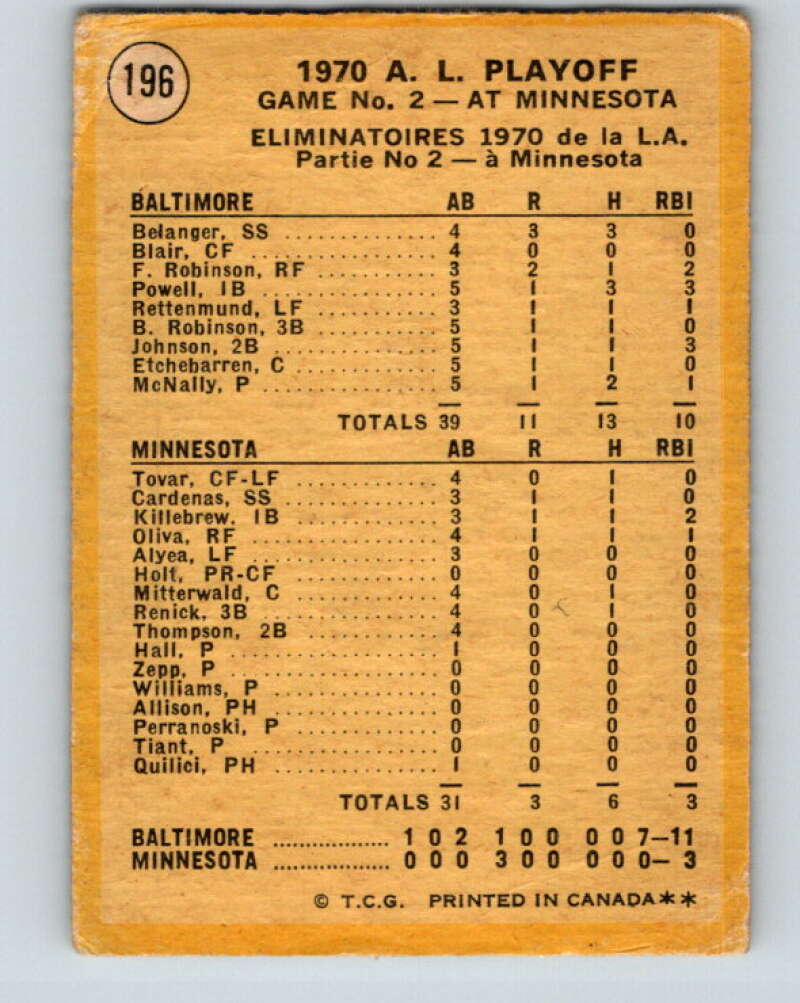 196
1970 A. L. PLAYOFF
GAME No. 2 — AT MINNESOTA
ELIMINATOIRES 1970 de la L.A.
Partie No 2 — à Minnesota
BALTIMORE AB R H RBI
Belanger, SS .............. 4 3 3 0
Blair, CF ................. 4 0 0 0
F. Robinson, RF ........... 3 2 1 2
Powell, 1B ................ 5 1 3 3
Rettenmund, LF ............ 3 1 1 1
B. Robinson, 3B ........... 5 1 1 0
Johnson, 2B ............... 5 1 1 3
Etchebarren, C ............. 5 1 1 0
McNally, P ................ 5 1 2 1
TOTALS 39 11 13 10
MINNESOTA AB R H RBI
Tovar, CF-LF ............. 4 0 1 0
Cardenas, SS .............. 3 1 1 0
Killebrew. 1B ............. 3 1 1 2
Oliva, RF ................. 4 1 1 1
Alyea, LF ................. 3 0 0 0
Holt, PR-CF ............. 0 0 0 0
Mitterwald, C ............. 4 0 1 0
Renick, 3B ............... 4 0 1 0
Thompson, 2B ............ 4 0 0 0
Hall, P ................... 1 0 0 0
Zepp, P ................... 0 0 0 0
Williams, P ............... 0 0 0 0
Allison, PH ............... 0 0 0 0
Perranoski, P ............. 0 0 0 0
Tiant, P ................. 0 0 0 0
Quilici, PH ............... 1 0 0 0
TOTALS 31 3 6 3
BALTIMORE .................. 1 0 2 1 0 0 0 0 7—11
MINNESOTA .................. 0 0 0 3 0 0 0 0 0— 3
© T.C.G. PRINTED IN CANADA**